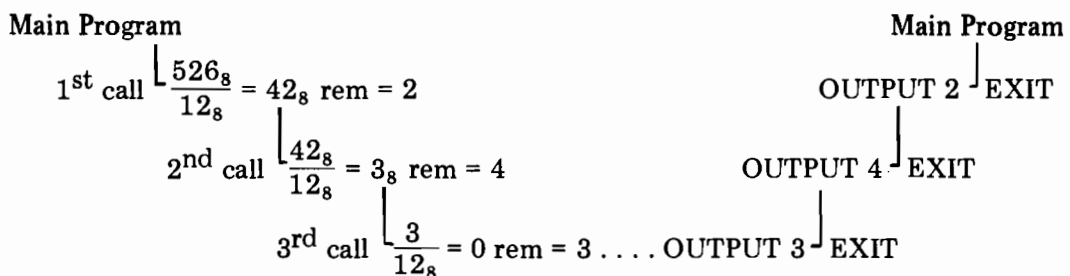 Main Program Main Program
1st call 526₈/12₈ = 42₈ rem = 2 OUTPUT 2 EXIT
2nd call 42₈/12₈ = 3₈ rem = 4 OUTPUT 4 EXIT
3rd call 3/12₈ = 0 rem = 3 .... OUTPUT 3 EXIT